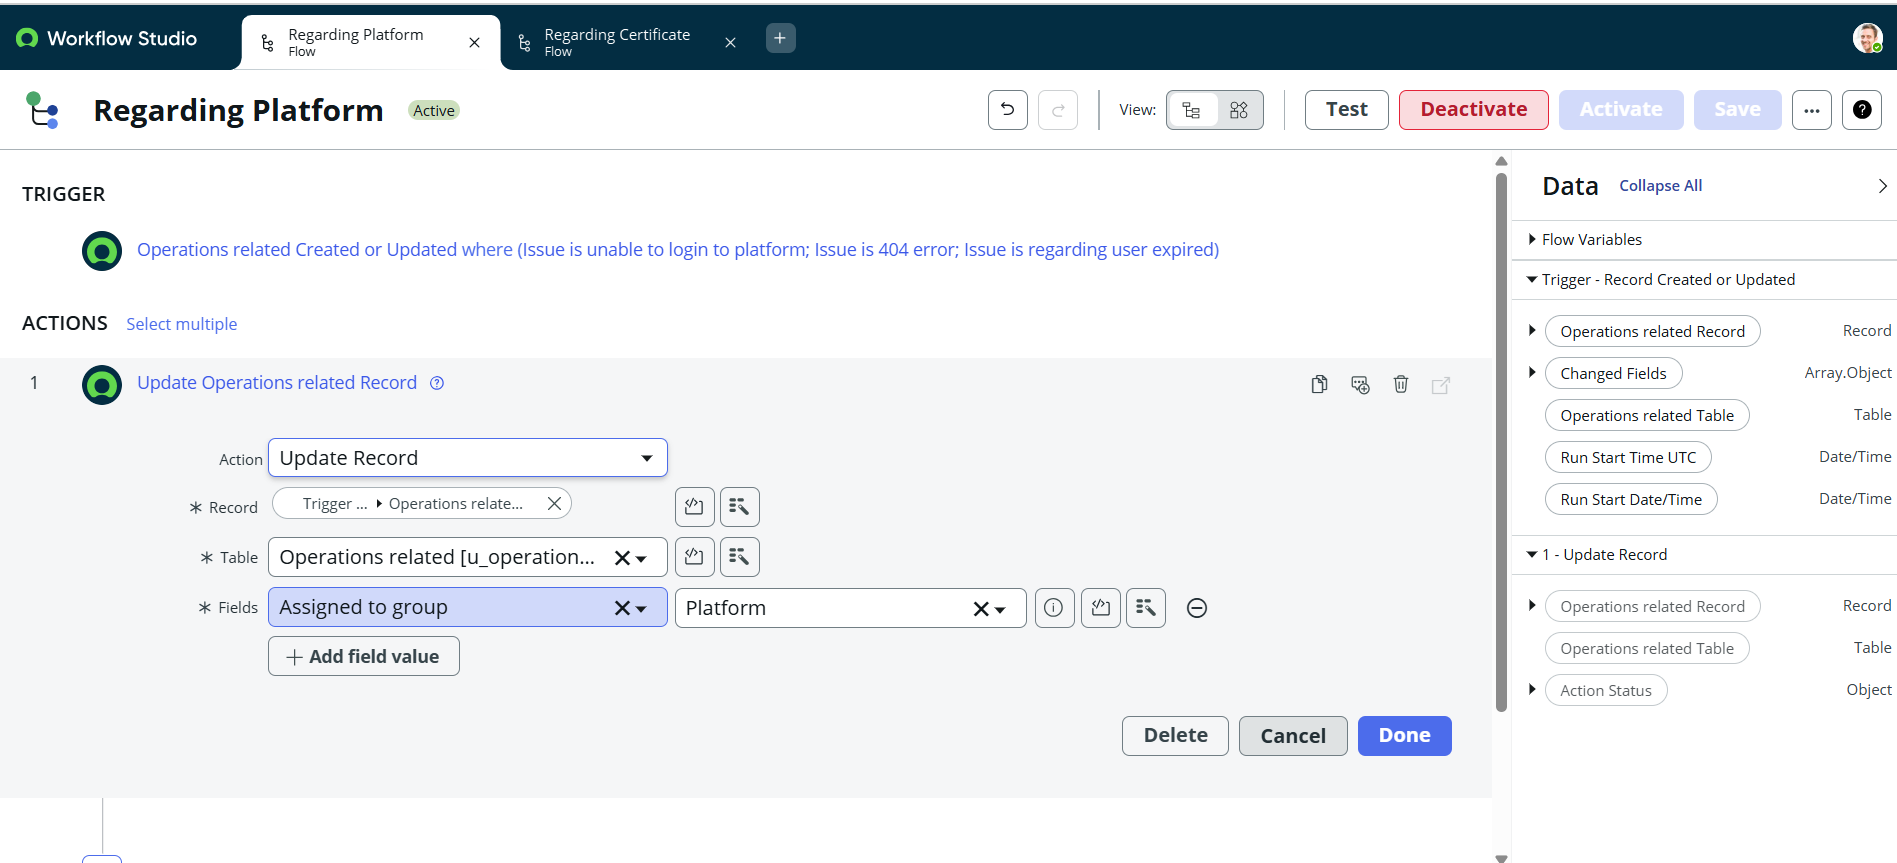 Workflow Studio
Regarding Platform
Flow
Regarding Certificate
Flow
Regarding Platform
Active
View:
Test
Deactivate
Activate
Save
TRIGGER
Operations related Created or Updated where (Issue is unable to login to platform; Issue is 404 error; Issue is regarding user expired)
ACTIONS
Select multiple
1
Update Operations related Record
Action
Update Record
* Record
Trigger ... Operations relate...
* Table
Operations related [u_operation...
* Fields
Assigned to group
Platform
+ Add field value
Delete
Cancel
Done
Data
Collapse All
Flow Variables
Trigger - Record Created or Updated
Operations related Record
Record
Changed Fields
Array.Object
Operations related Table
Table
Run Start Time UTC
Date/Time
Run Start Date/Time
Date/Time
1 - Update Record
Operations related Record
Record
Operations related Table
Table
Action Status
Object